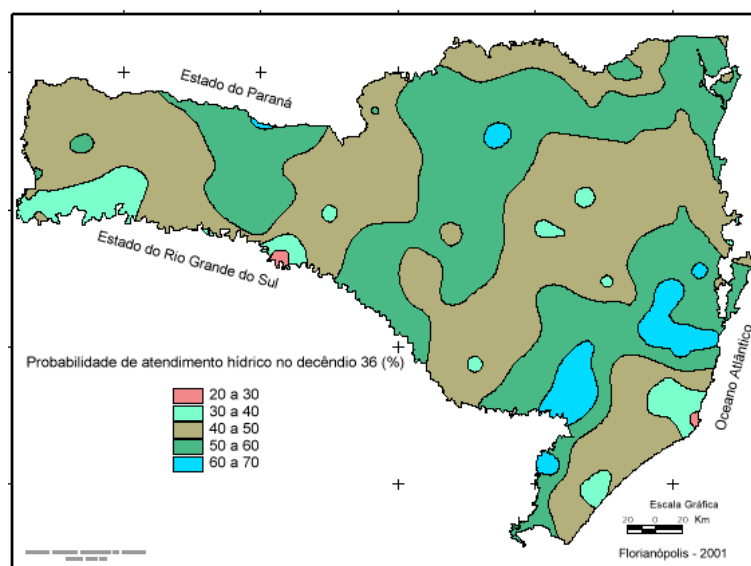 Estado do Paraná
Estado do Rio Grande do Sul
Oceano Atlântico
Probabilidade de atendimento hídrico no decêndio 36 (%)
20 a 30
30 a 40
40 a 50
50 a 60
60 a 70
Escala Gráfica
20 0 20 Km
Florianópolis - 2001